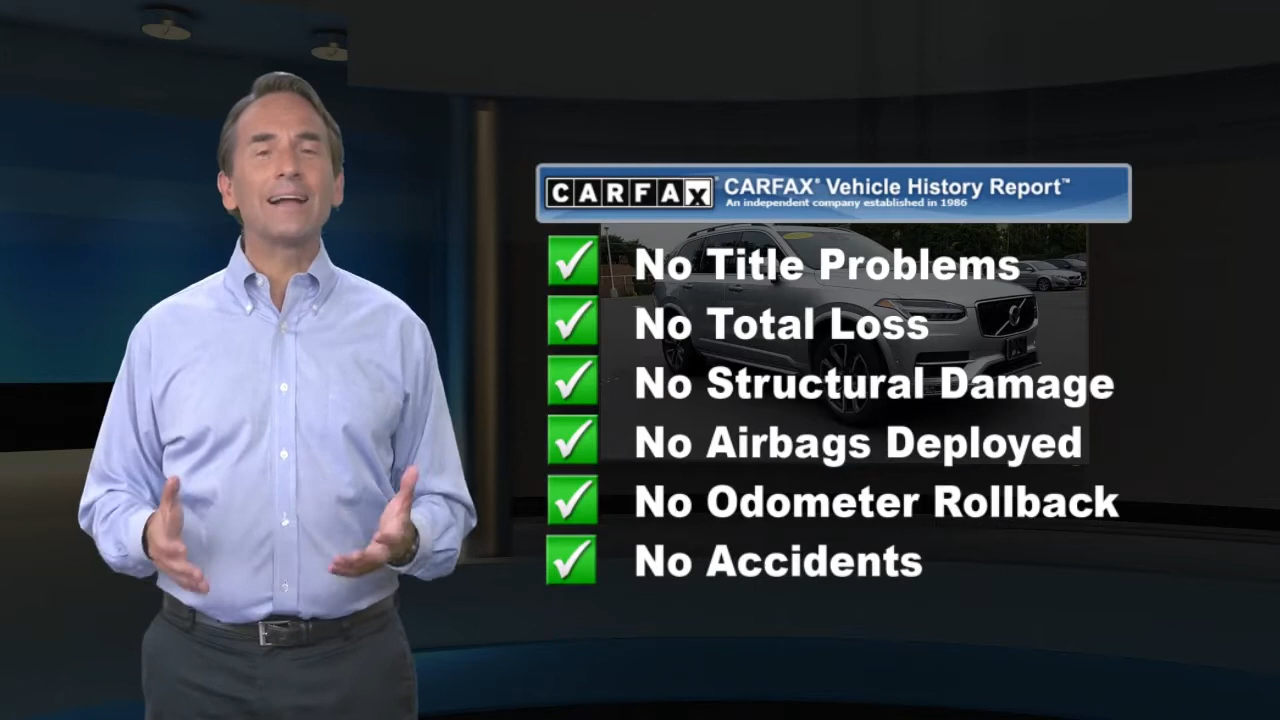 CARFAX® CARFAX® Vehicle History Report™
An independent company established in 1986
No Title Problems
No Total Loss
No Structural Damage
No Airbags Deployed
No Odometer Rollback
No Accidents